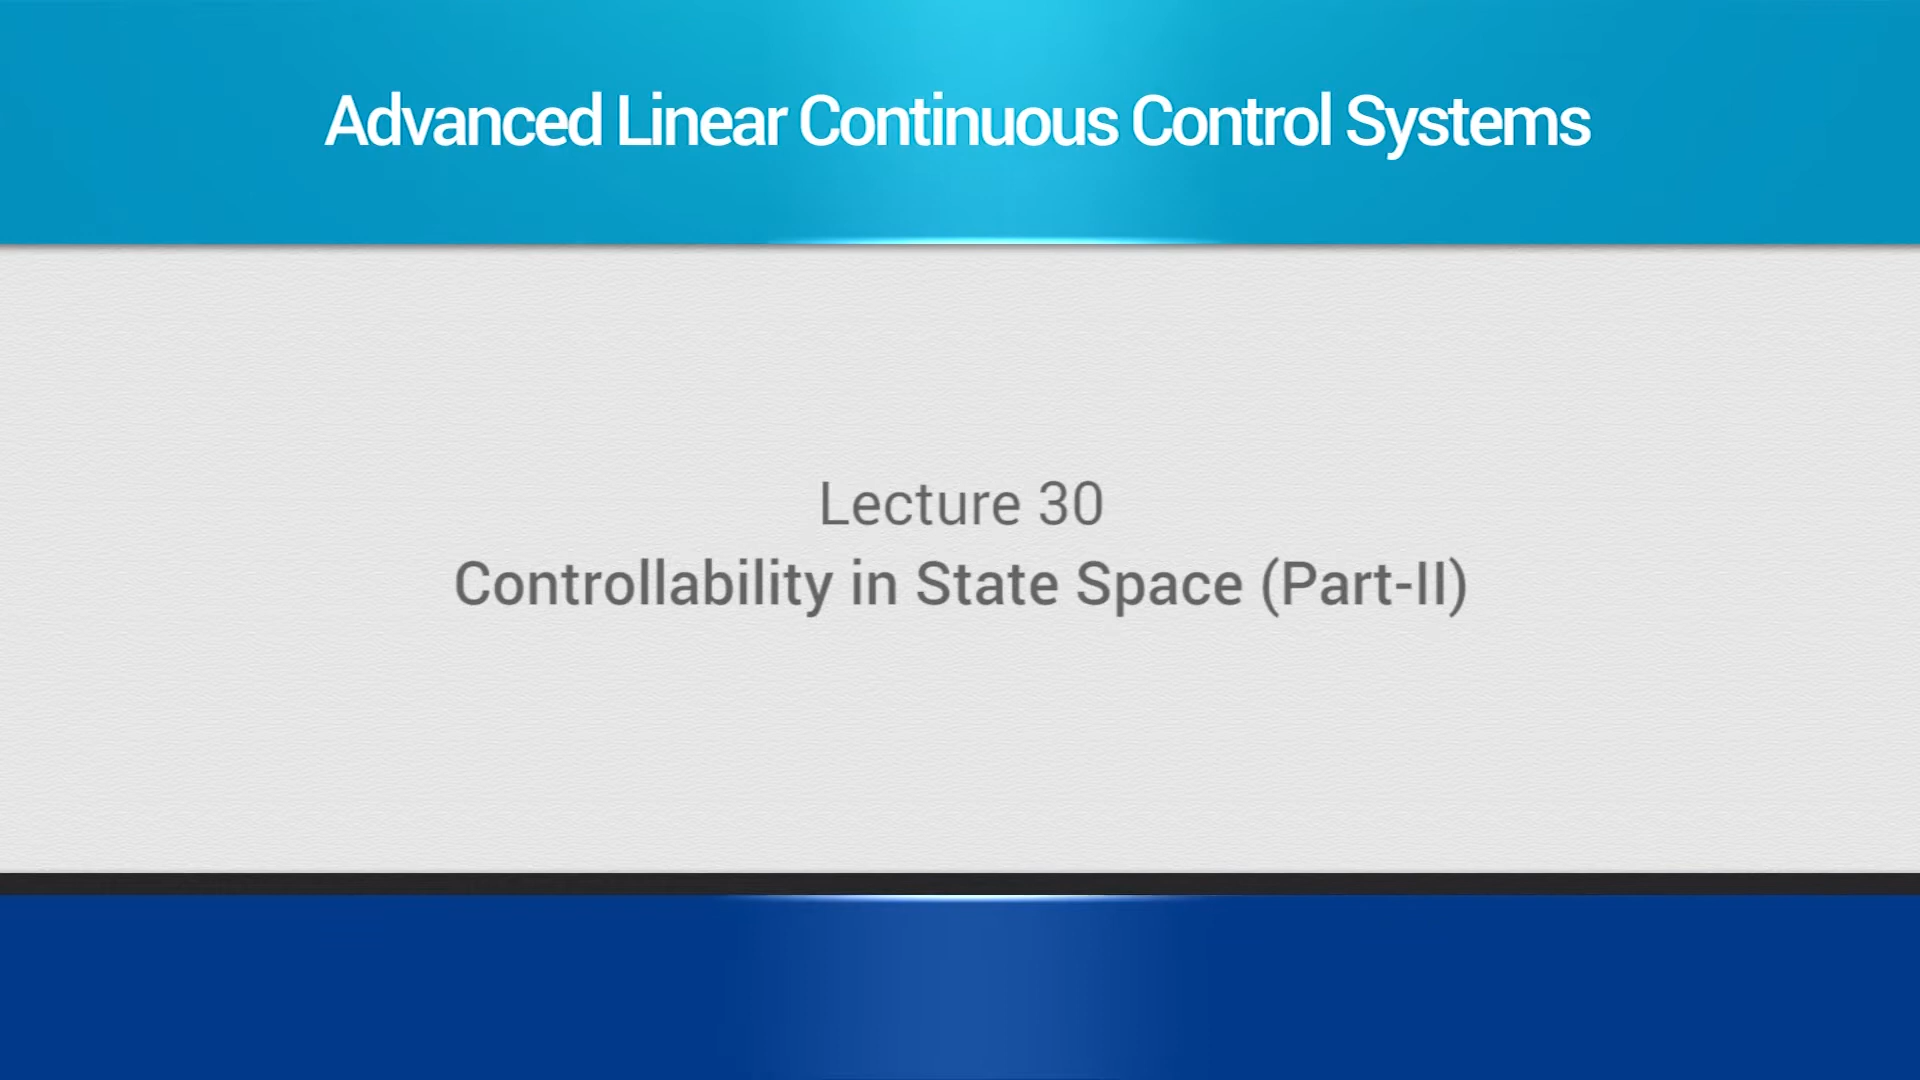 Advanced Linear Continuous Control Systems
Lecture 30
Controllability in State Space (Part-II)